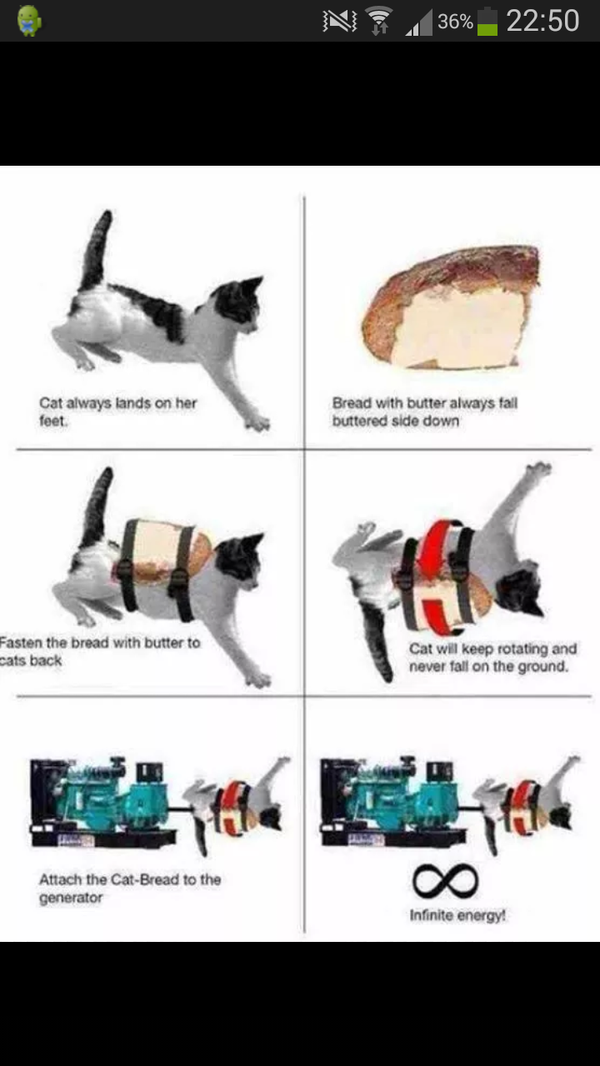 36% 22:50
Cat always lands on her
feet.
Bread with butter always fall
buttered side down
Fasten the bread with butter to
cats back
Cat will keep rotating and
never fall on the ground.
Attach the Cat-Bread to the
generator
Infinite energy!